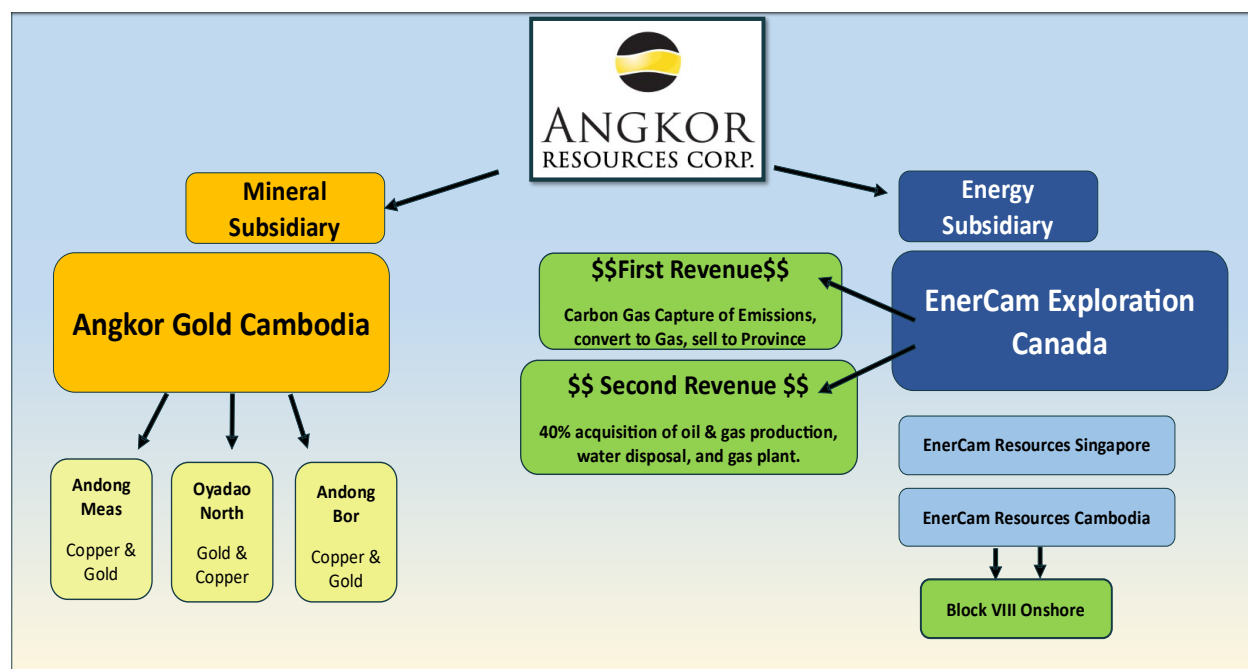 ANGKOR
RESOURCES CORP.
Mineral
Subsidiary
Energy
Subsidiary
Angkor Gold Cambodia
$$First Revenue$$
Carbon Gas Capture of Emissions,
convert to Gas, sell to Province
EnerCam Exploration
Canada
$$ Second Revenue $$
40% acquisition of oil & gas production,
water disposal, and gas plant.
Andong
Meas
Copper &
Gold
Oyadao
North
Gold &
Copper
Andong
Bor
Copper &
Gold
EnerCam Resources Singapore
EnerCam Resources Cambodia
Block VIII Onshore